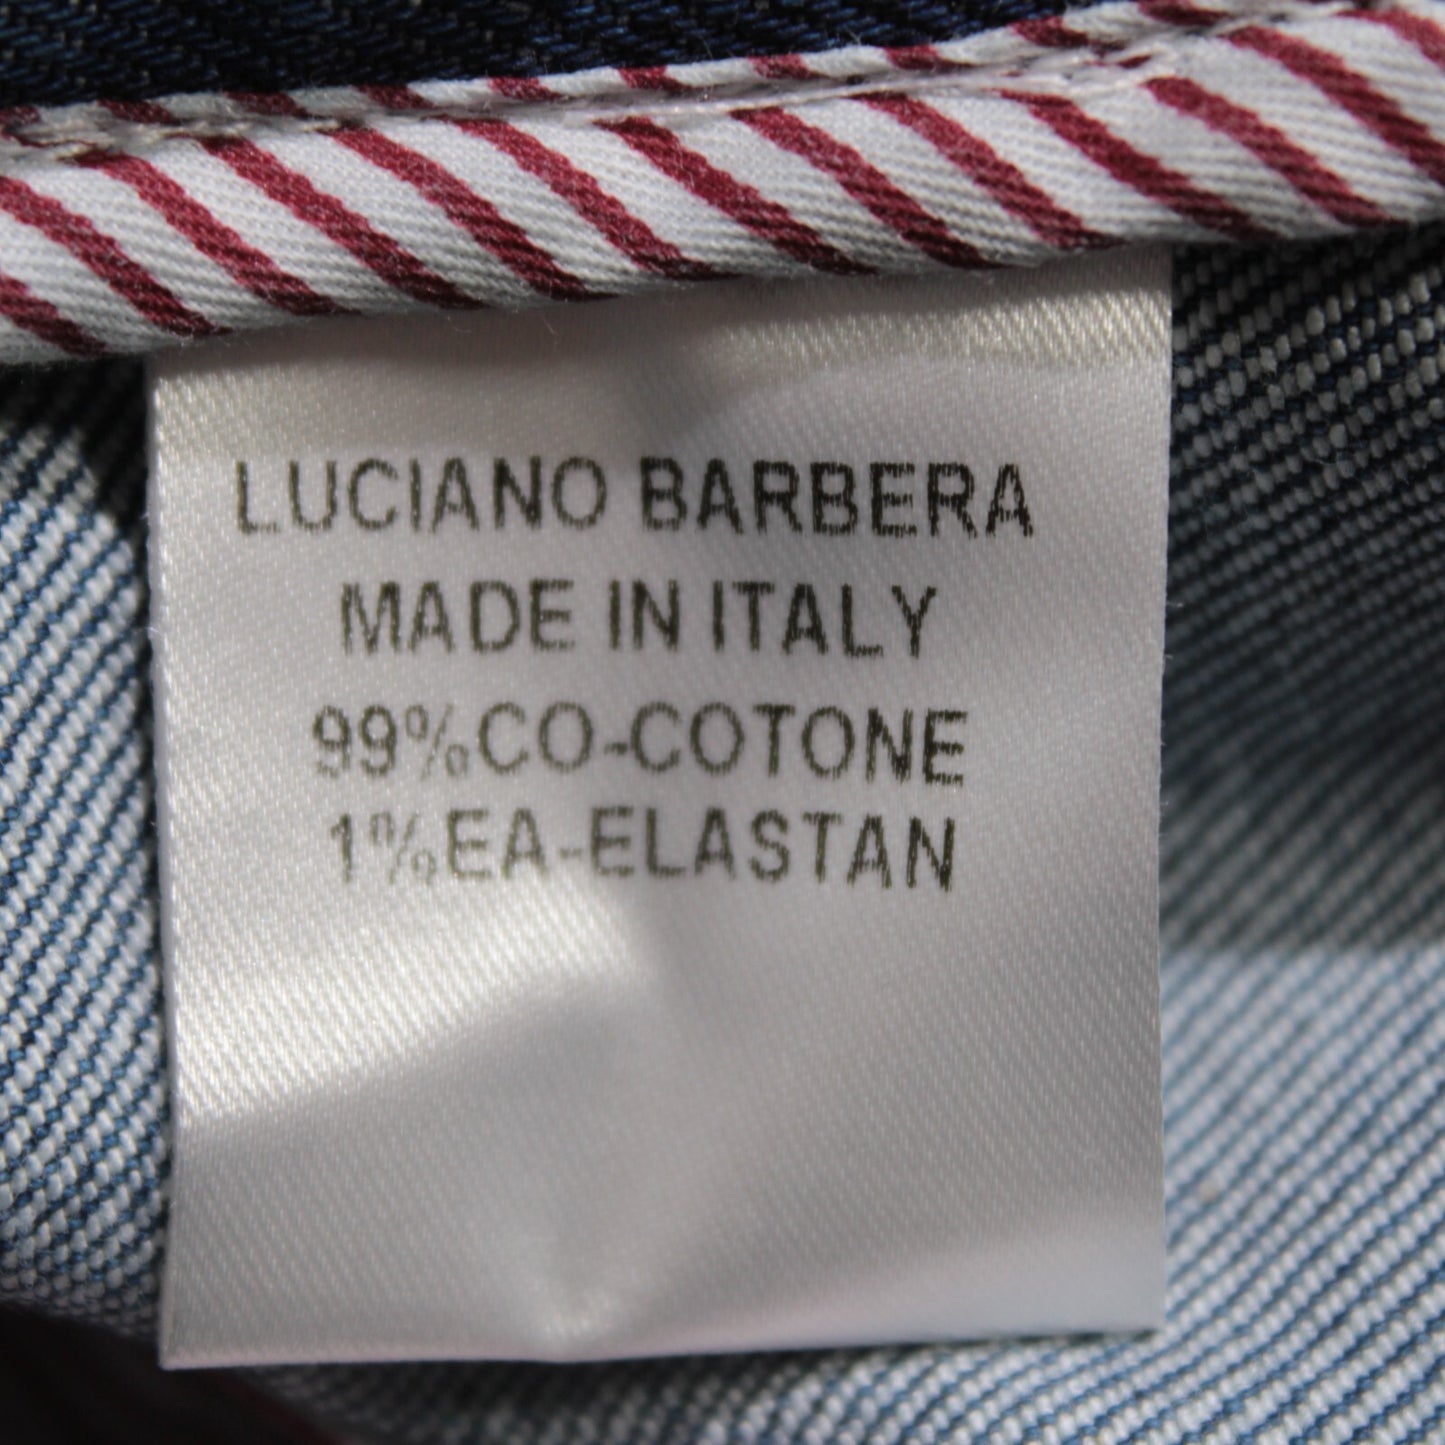 LUCIANO BARBERA
MADE IN ITALY
99%CO-COTONE
1%EA-ELASTAN